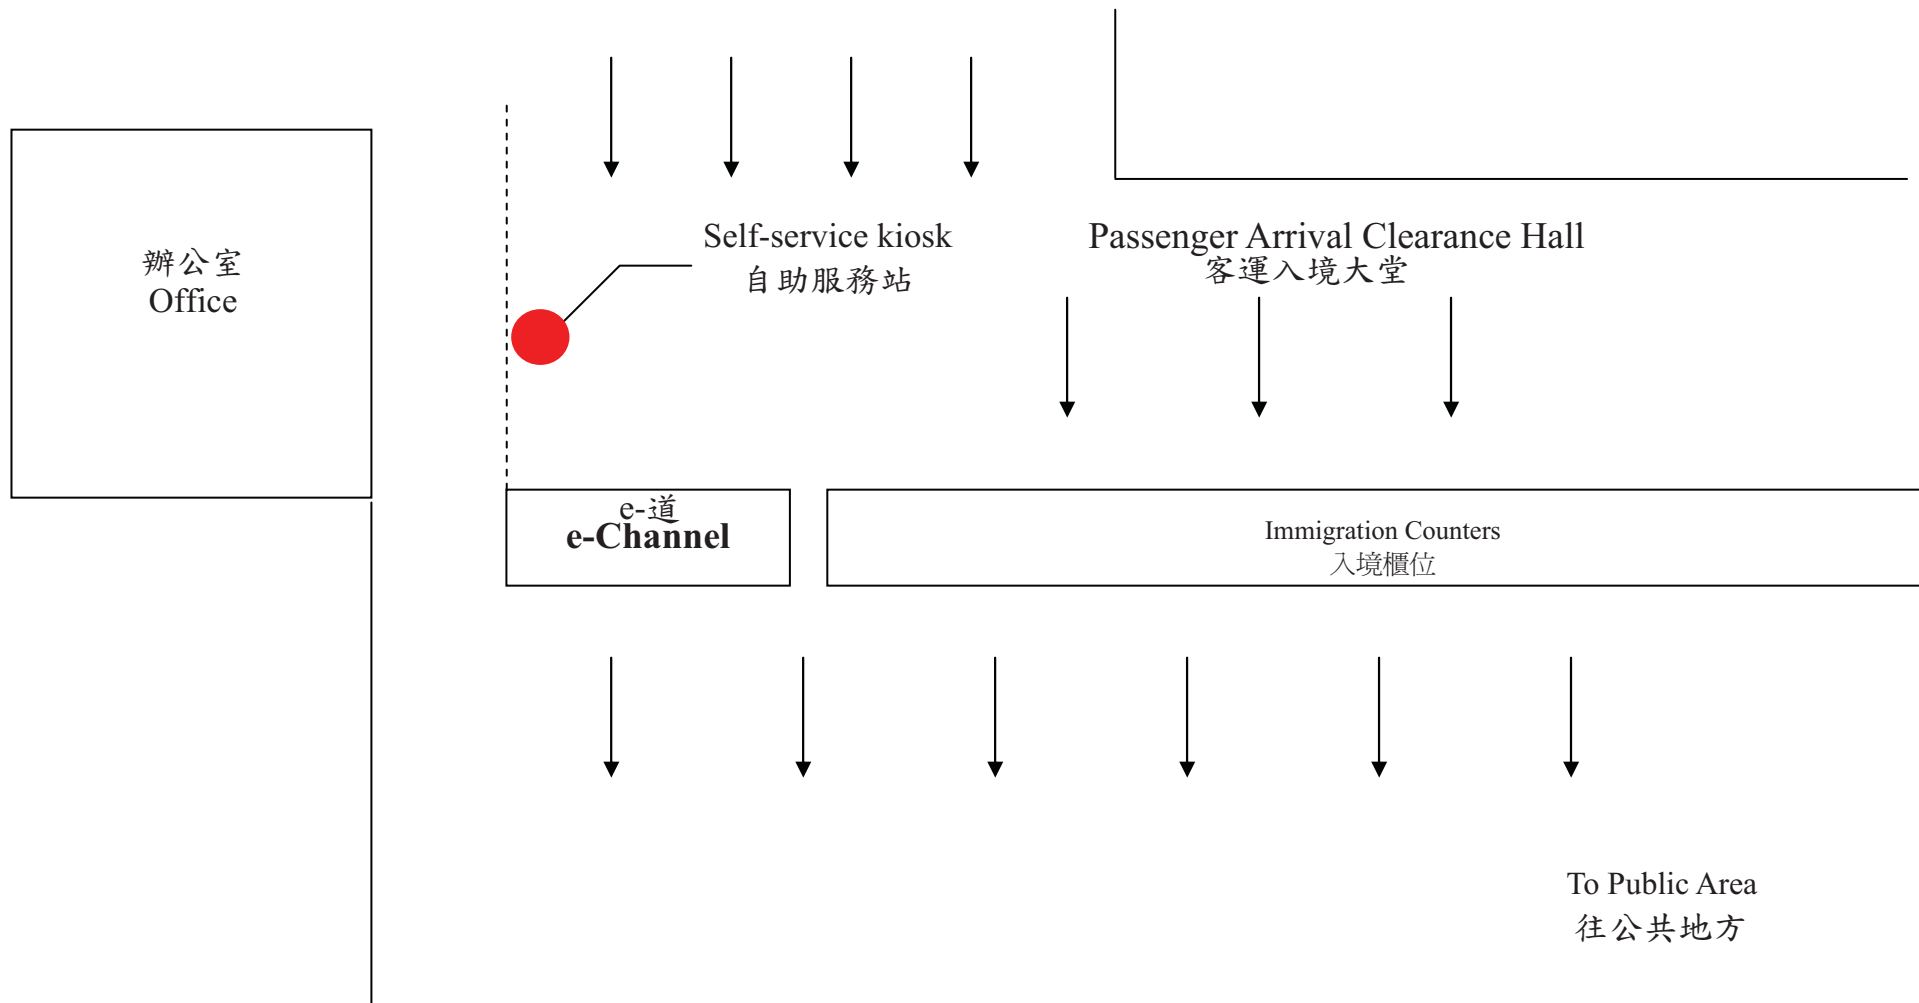 Self-service kiosk
自助服務站
Passenger Arrival Clearance Hall
客運入境大堂
辦公室
Office
e-道
e-Channel
Immigration Counters
入境櫃位
To Public Area
往公共地方